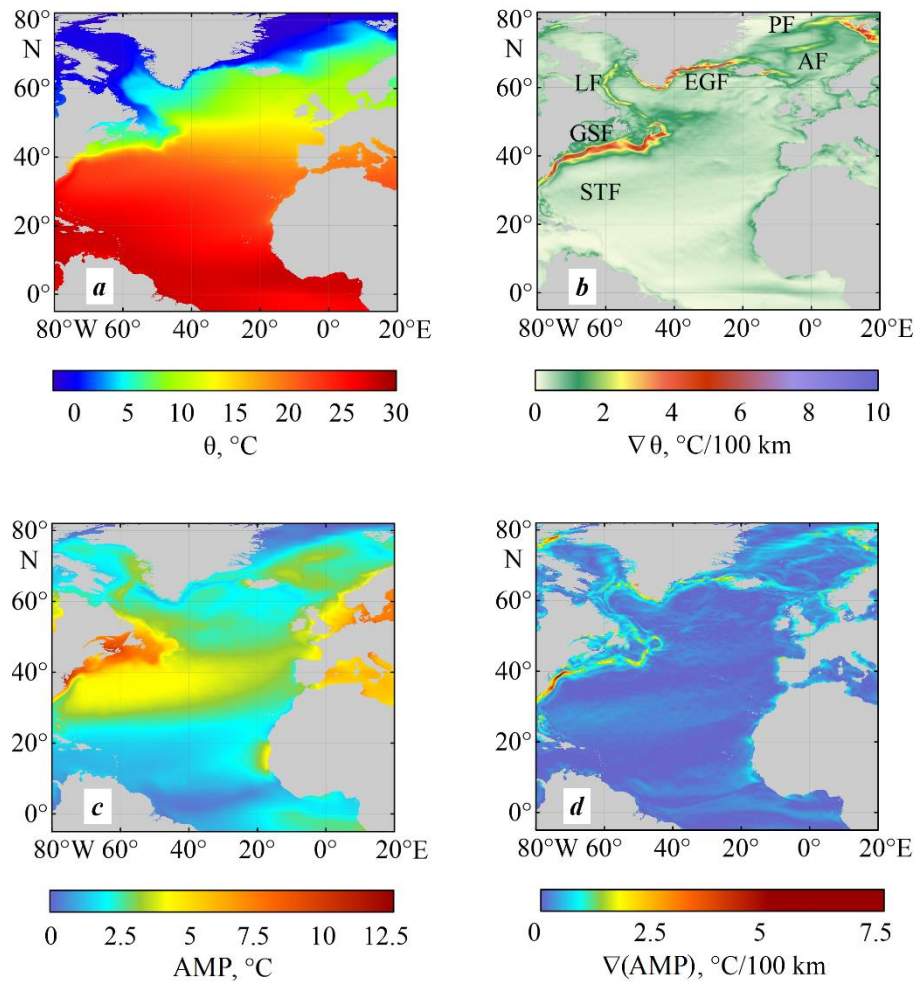 80° 80° PF
N N
60° 60° LF EGF AF
40° 40° GSF
20° 20° STF
0° a 0° b
80°W 60° 40° 20° 0° 20°E 80°W 60° 40° 20° 0° 20°E
0 5 10 15 20 25 30 0 2 4 6 8 10
θ, °C ∇ θ, °C/100 km
80° 80°
N N
60° 60°
40° 40°
20° 20°
0° c 0° d
80°W 60° 40° 20° 0° 20°E 80°W 60° 40° 20° 0° 20°E
0 2.5 5 7.5 10 12.5 0 2.5 5 7.5
AMP, °C ∇(AMP), °C/100 km